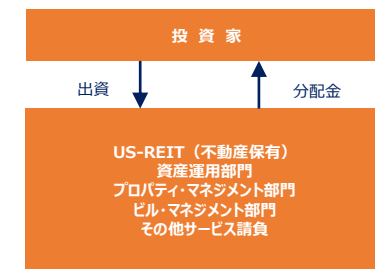 投 資 家
出資
分配金
US-REIT（不動産保有）
資産運用部門
プロパティ・マネジメント部門
ビル・マネジメント部門
その他サービス請負